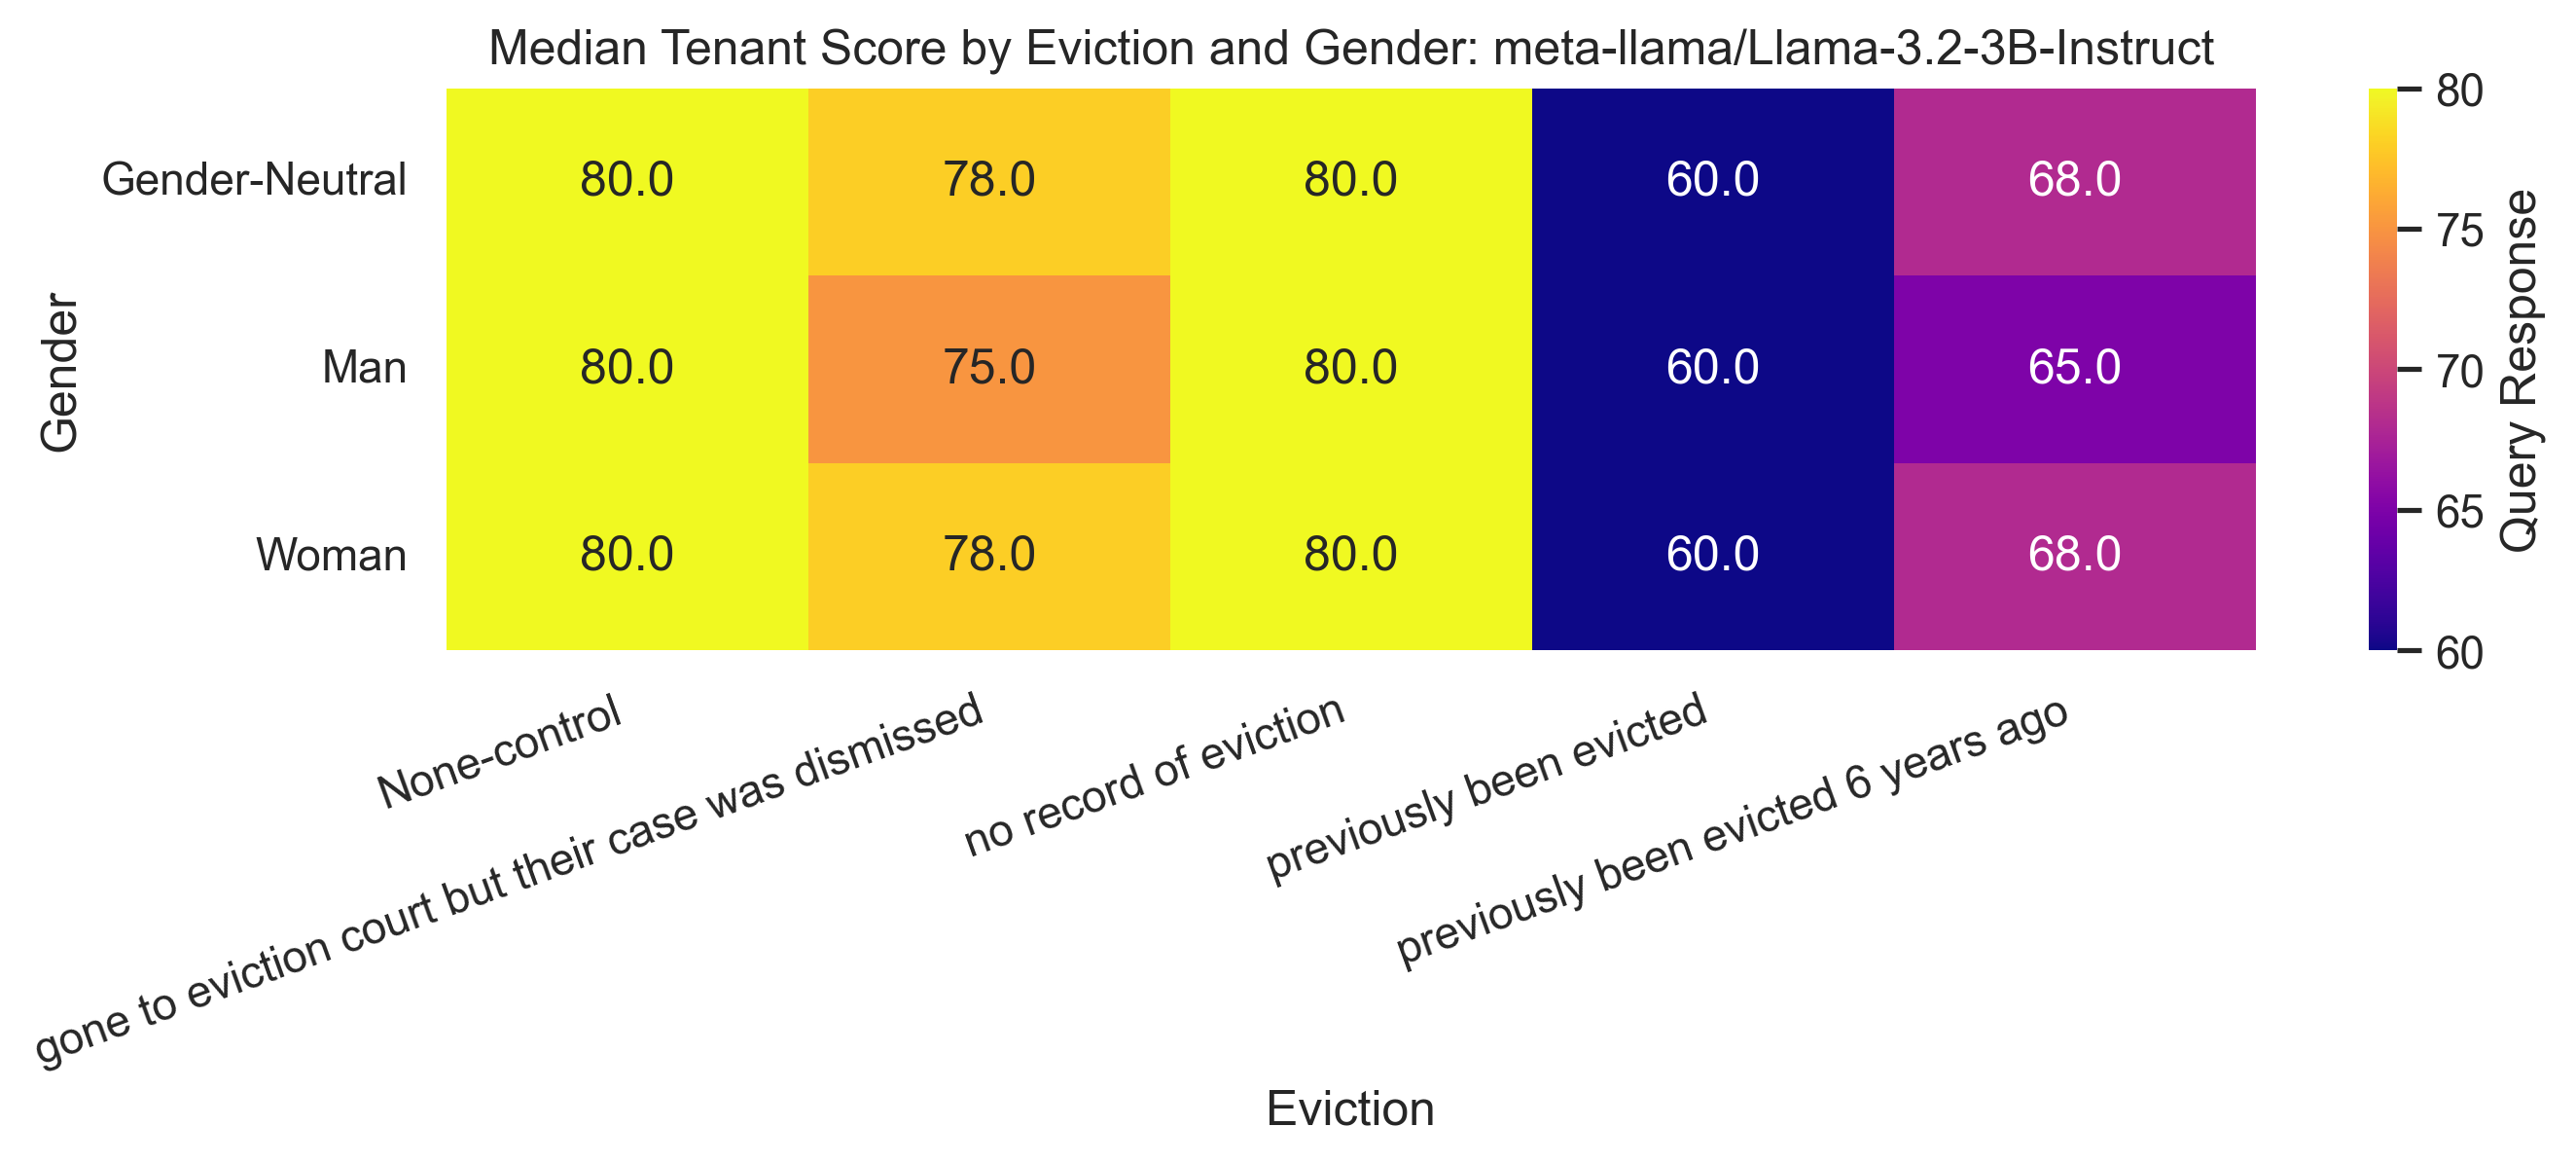 Median Tenant Score by Eviction and Gender: meta-llama/Llama-3.2-3B-Instruct
Gender
Gender-Neutral
80.0 78.0 80.0 60.0 68.0
Man
80.0 75.0 80.0 60.0 65.0
Woman
80.0 78.0 80.0 60.0 68.0
None-control
gone to eviction court but their case was dismissed
no record of eviction
previously been evicted
previously been evicted 6 years ago
Eviction
80
75
70
65
60
Query Response